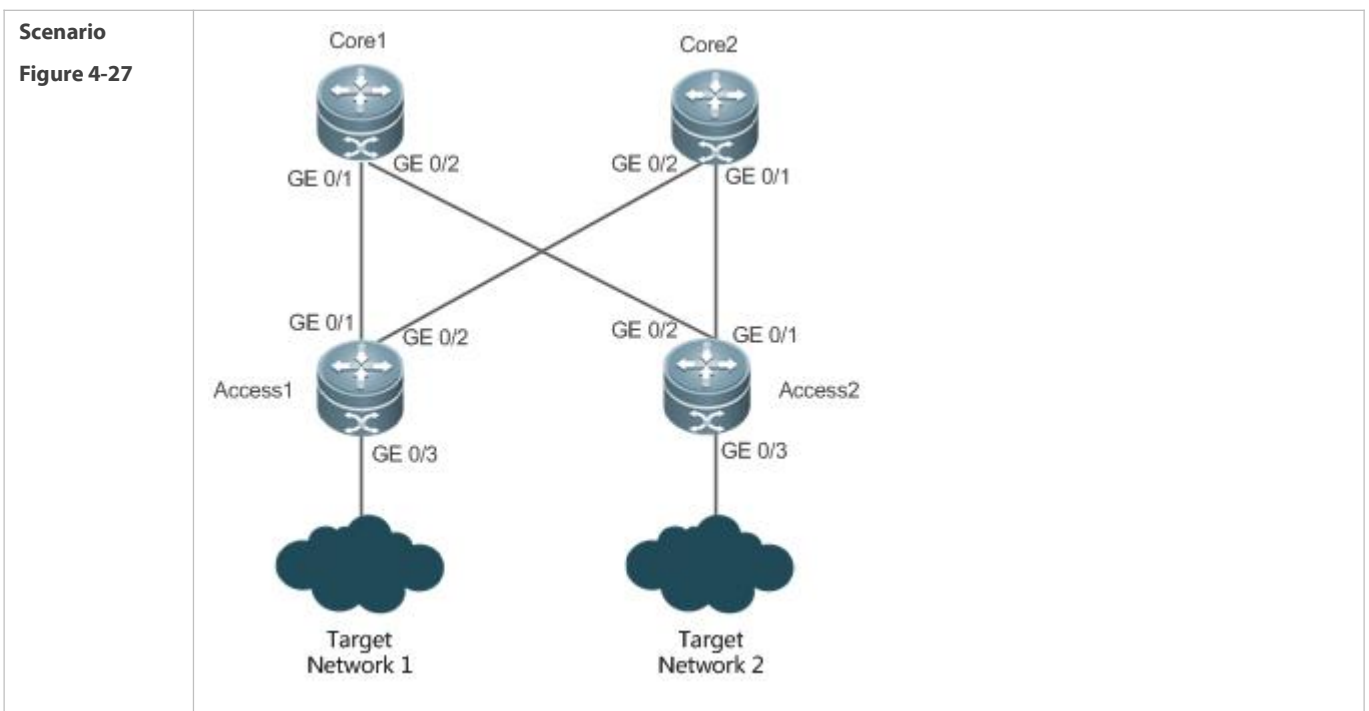 Scenario
Figure 4-27
Core1
Core2
GE 0/1
GE 0/2
GE 0/2
GE 0/1
GE 0/1
GE 0/2
GE 0/2
GE 0/1
Access1
Access2
GE 0/3
GE 0/3
Target
Network 1
Target
Network 2